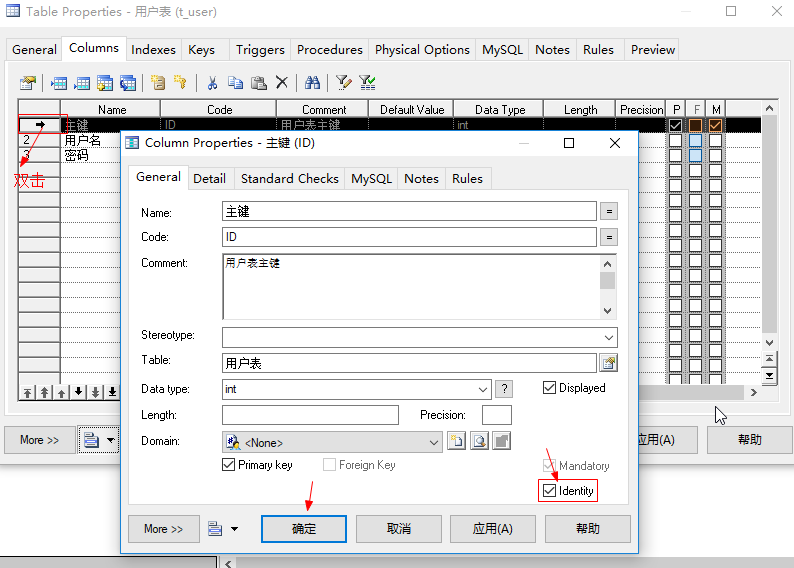 Table Properties - 用户表 (t_user)
General Columns Indexes Keys Triggers Procedures Physical Options MySQL Notes Rules Preview
Name Code Comment Default Value Data Type Length Precision P F M
主键 ID 用户表主键 int
2 用户名
3 密码
双击
Column Properties - 主键 (ID)
General Detail Standard Checks MySQL Notes Rules
Name: 主键 =
Code: ID =
Comment: 用户表主键
Stereotype:
Table: 用户表
Data type: int ? Displayed
Length: Precision:
Domain: <None>
Primary key Foreign Key Mandatory
Identity
More >> 确定 取消 应用(A) 帮助
More >> 应用(A) 帮助